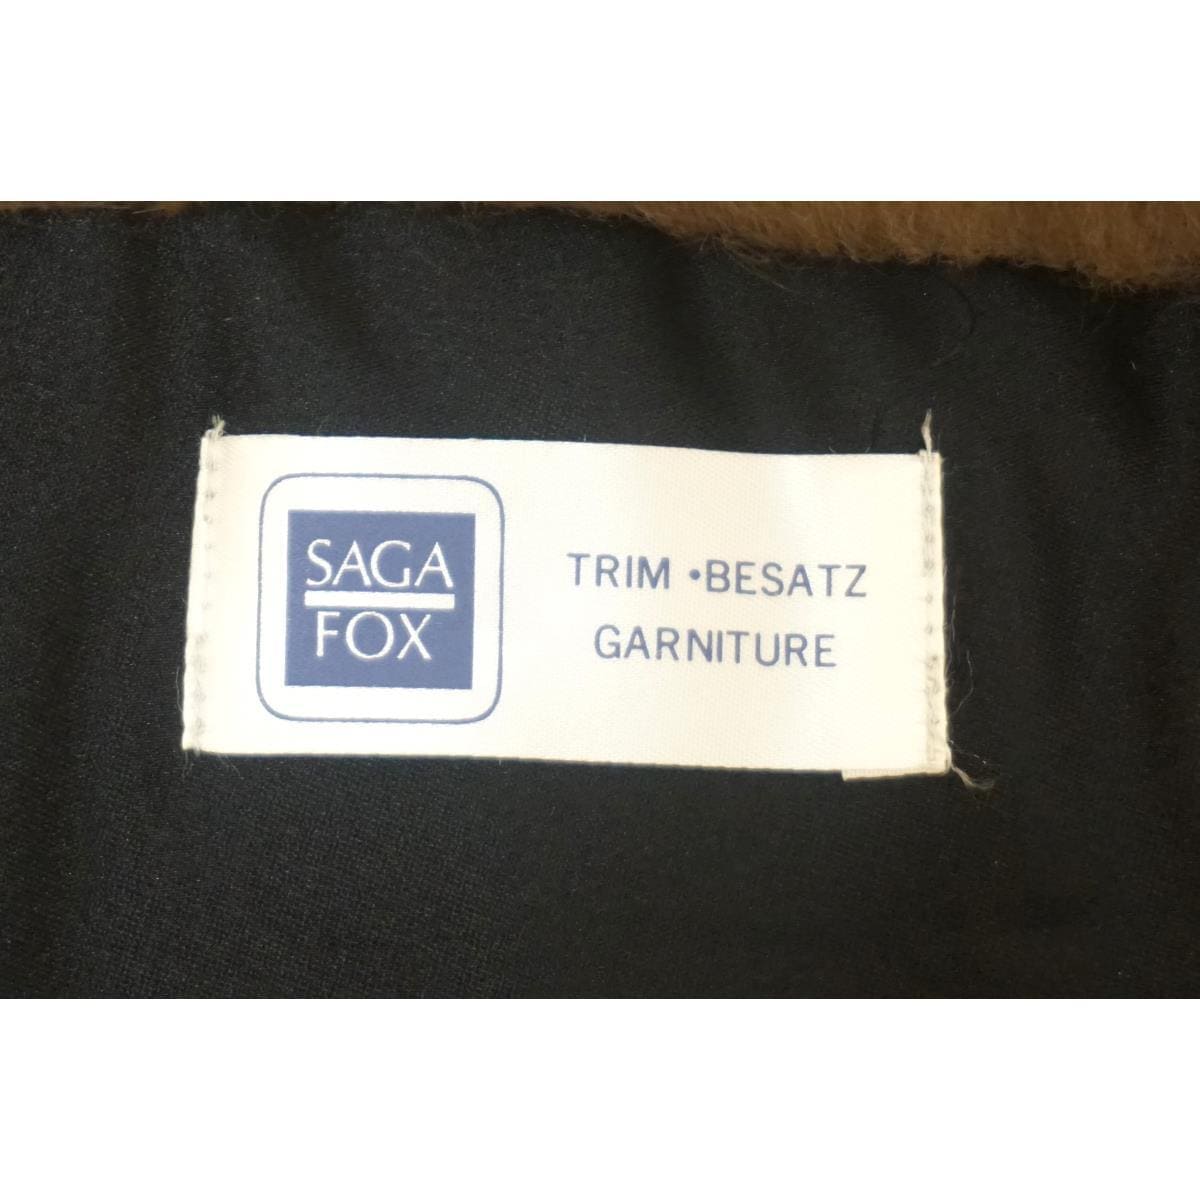 SAGA
FOX
TRIM •BESATZ
GARNITURE